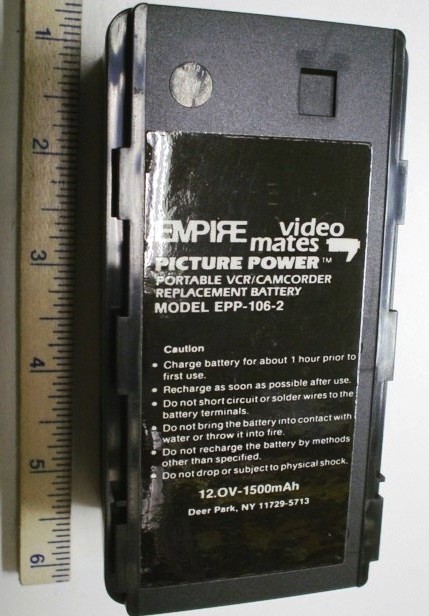 1
2
3
4
5
6
EMPIRE video mates
PICTURE POWER™
PORTABLE VCR/CAMCORDER
REPLACEMENT BATTERY
MODEL EPP-106-2
Caution
• Charge battery for about 1 hour prior to
first use.
• Recharge as soon as possible after use.
• Do not short circuit or solder wires to the
battery terminals.
• Do not bring the battery into contact with
water or throw it into fire.
• Do not recharge the battery by methods
other than specified.
• Do not drop or subject to physical shock.
12.0V-1500mAh
Deer Park, NY 11729-5713